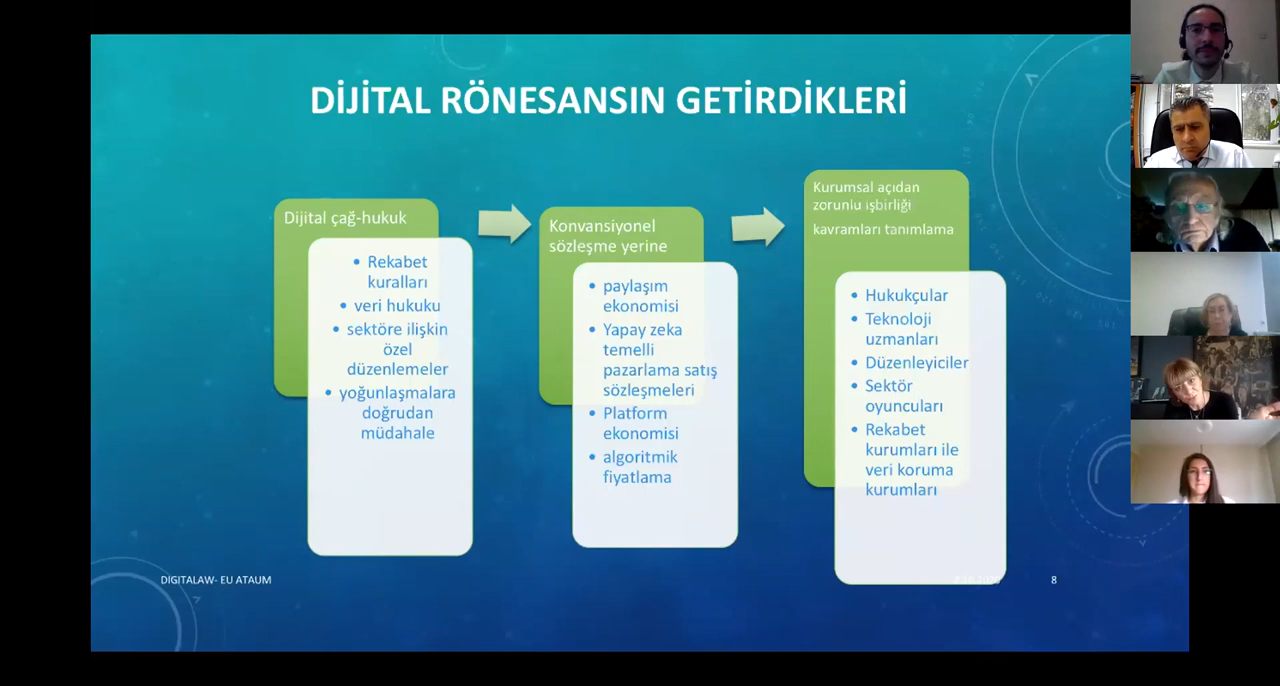 DİJİTAL RÖNESANSIN GETİRDİKLERİ
Dijital çağ-hukuk
• Rekabet
kuralları
• veri hukuku
• sektöre ilişkin
özel
düzenlemeler
• yoğunlaşmalara
doğrudan
müdahale
Konvansiyonel
sözleşme yerine
• paylaşım
ekonomisi
• Yapay zeka
temelli
pazarlama satış
sözleşmeleri
• Platform
ekonomisi
• algoritmik
fiyatlama
Kurumsal açıdan
zorunlu işbirliği
kavramları tanımlama
• Hukukçular
• Teknoloji
uzmanları
• Düzenleyiciler
• Sektör
oyuncuları
• Rekabet
kurumları ile
veri koruma
kurumları
DİGİTALAW- EU ATAUM
8